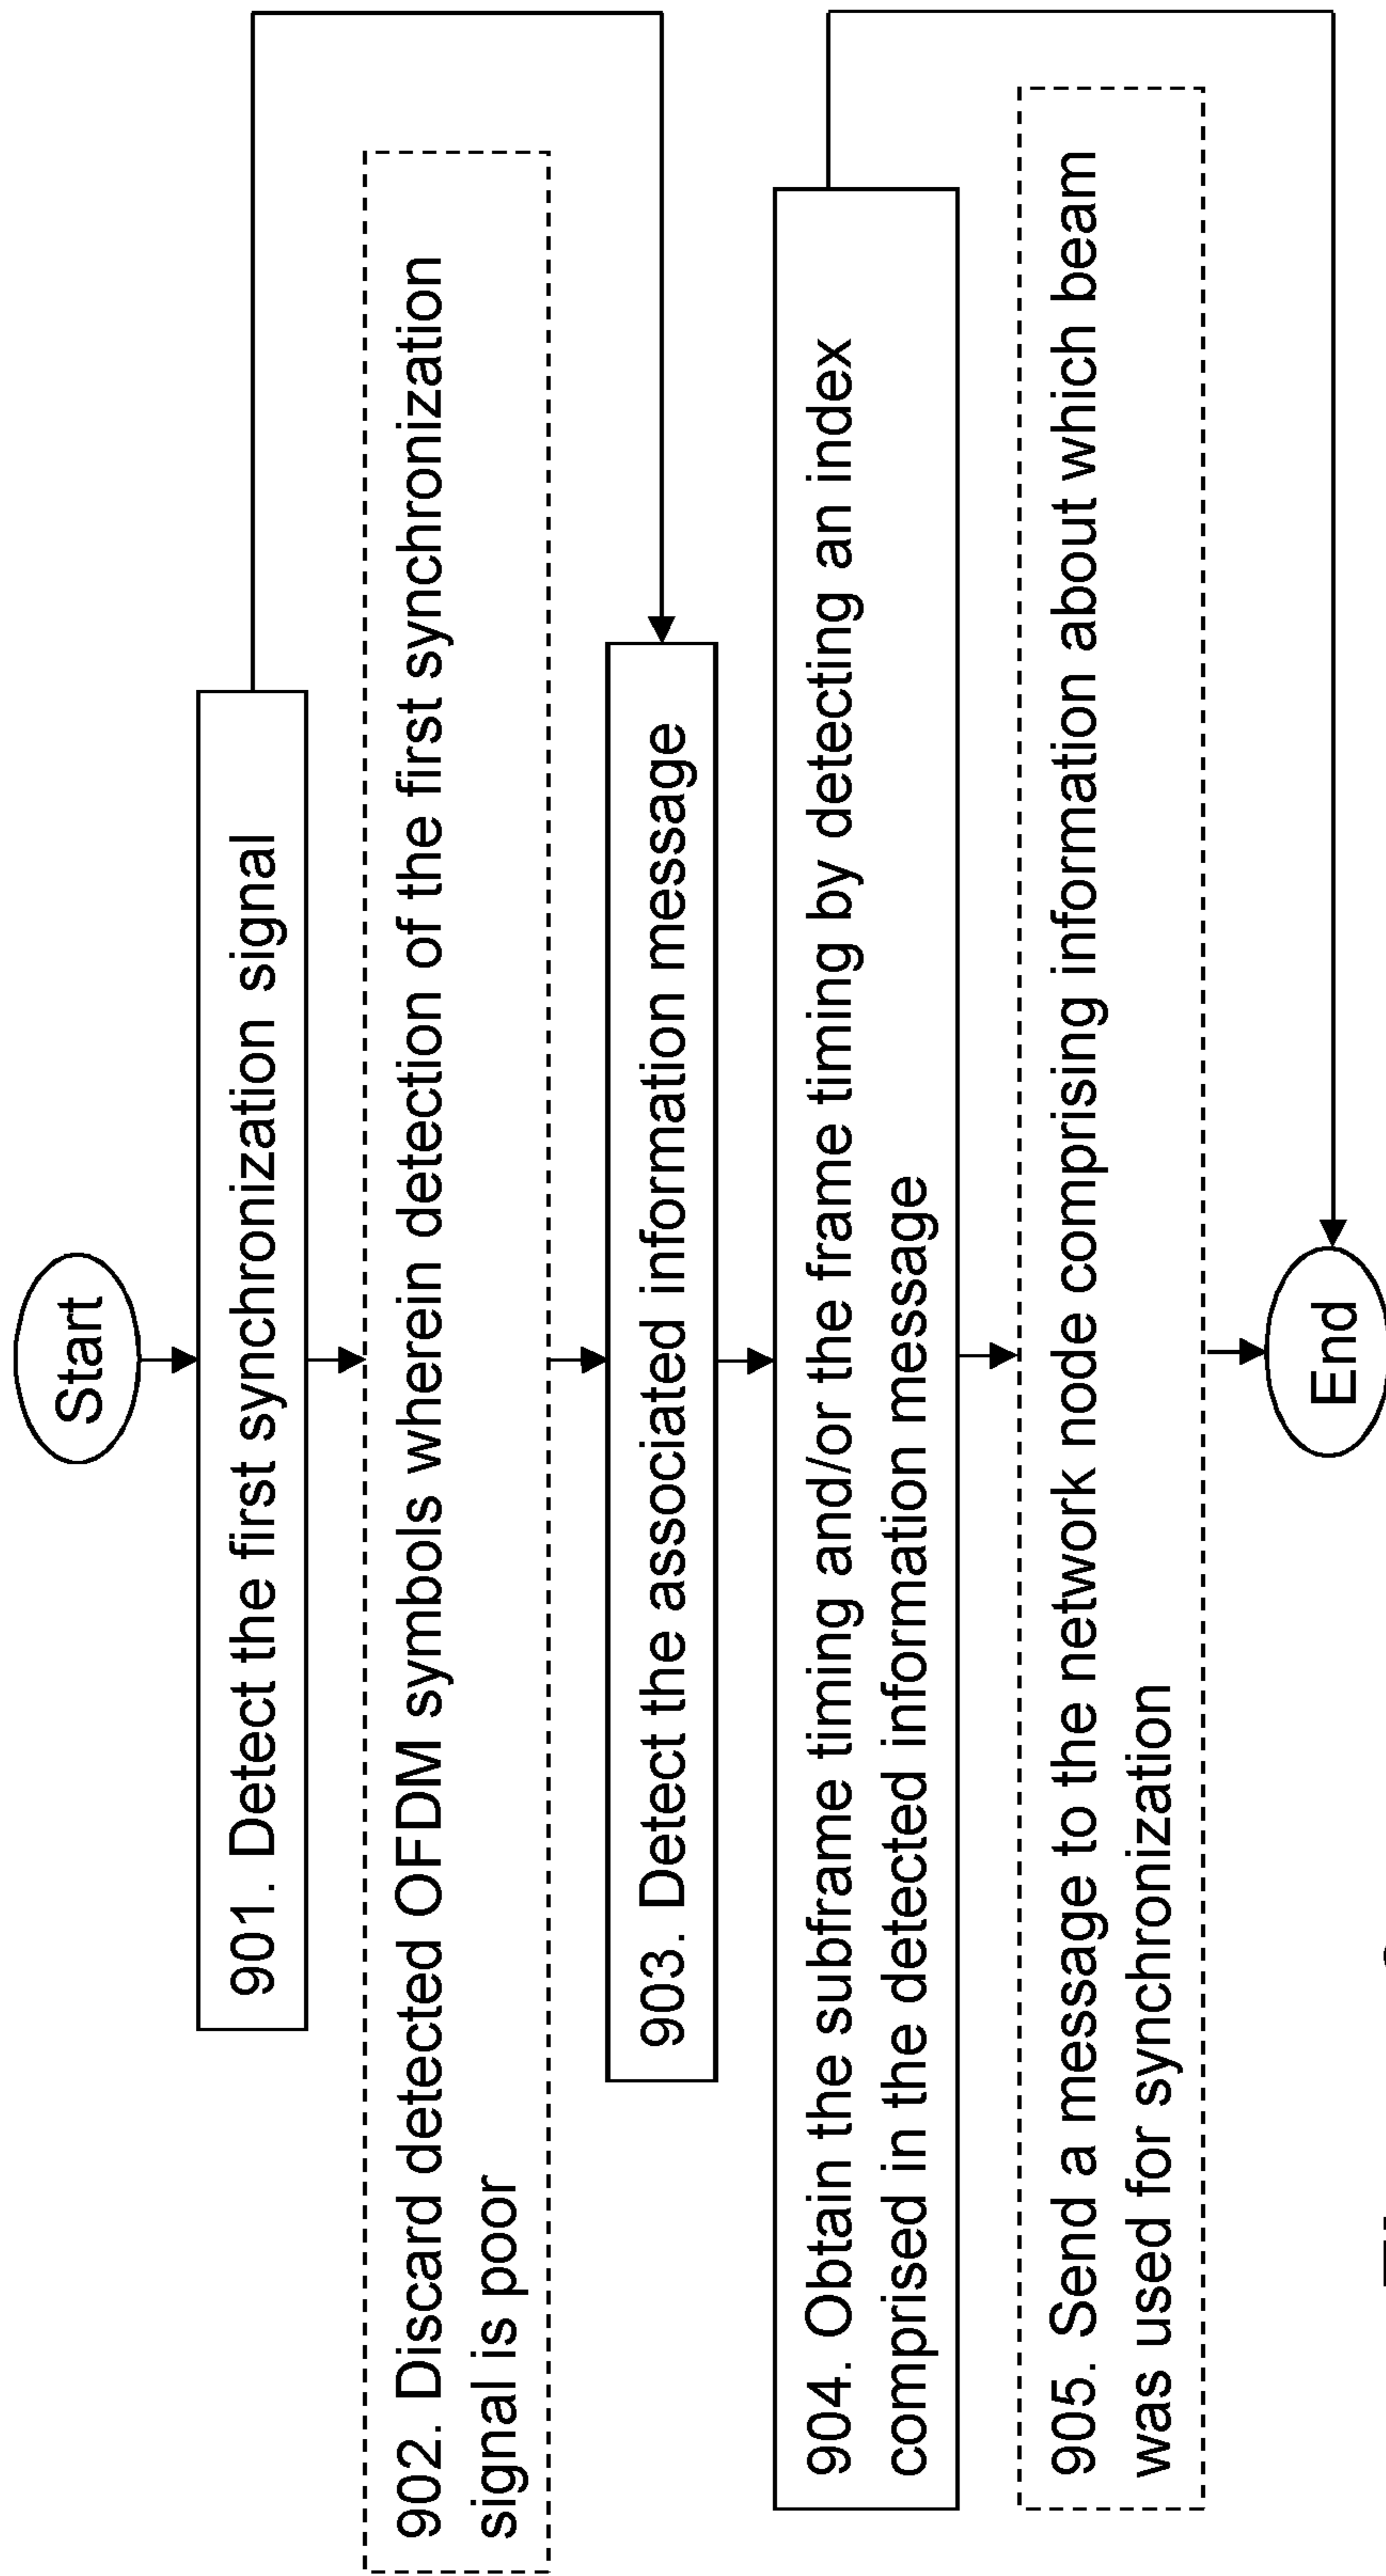 Start
901. Detect the first synchronization signal
902. Discard detected OFDM symbols wherein detection of the first synchronization
signal is poor
903. Detect the associated information message
904. Obtain the subframe timing and/or the frame timing by detecting an index
comprised in the detected information message
905. Send a message to the network node comprising information about which beam
was used for synchronization
End